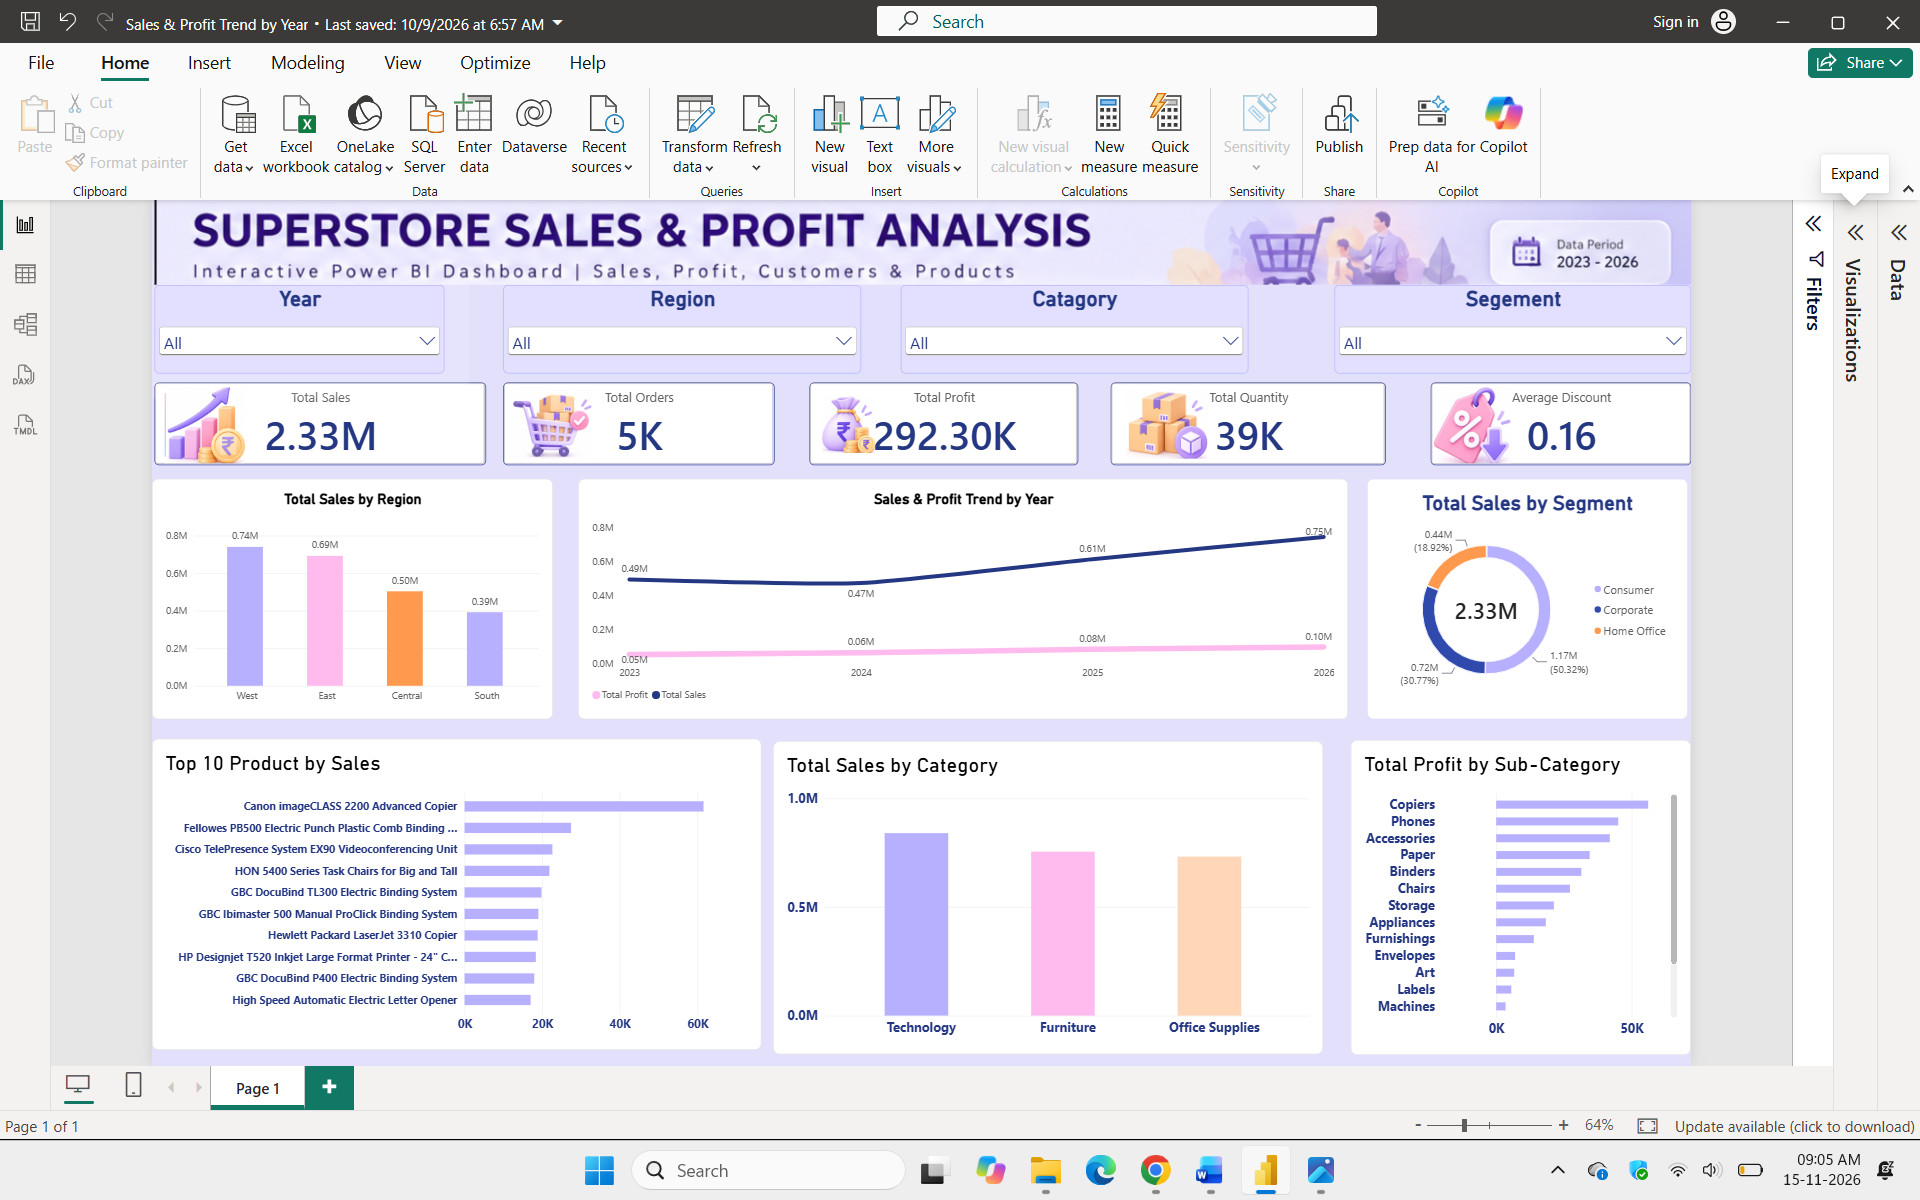 Sales & Profit Trend by Year • Last saved: 10/9/2026 at 6:57 AM
Search
Sign in
File Home Insert Modeling View Optimize Help
Share
Paste
Cut
Copy
Format painter
Clipboard
Get data
Excel workbook
OneLake catalog
SQL Server
Enter data
Dataverse
Recent sources
Data
Transform data
Refresh
Queries
New visual
Text box
More visuals
Insert
New visual calculation
New measure
Quick measure
Calculations
Sensitivity
Sensitivity
Publish
Share
Prep data for AI
Copilot
Copilot
Expand
SUPERSTORE SALES & PROFIT ANALYSIS
Interactive Power BI Dashboard | Sales, Profit, Customers & Products
Data Period
2023 - 2026
Filters
Visualizations
Data
DAX
TMDL
Year
All
Region
All
Catagory
All
Segement
All
Total Sales
2.33M
Total Orders
5K
Total Profit
292.30K
Total Quantity
39K
Average Discount
0.16
Total Sales by Region
0.8M
0.6M
0.4M
0.2M
0.0M
0.74M
0.69M
0.50M
0.39M
West East Central South
Sales & Profit Trend by Year
0.8M
0.6M
0.4M
0.2M
0.0M
0.49M
0.47M
0.61M
0.75M
0.05M
0.06M
0.08M
0.10M
2023 2024 2025 2026
Total Profit Total Sales
Total Sales by Segment
0.44M
(18.92%)
2.33M
0.72M
(30.77%)
1.17M
(50.32%)
Consumer
Corporate
Home Office
Top 10 Product by Sales
Canon imageCLASS 2200 Advanced Copier
Fellowes PB500 Electric Punch Plastic Comb Binding ...
Cisco TelePresence System EX90 Videoconferencing Unit
HON 5400 Series Task Chairs for Big and Tall
GBC DocuBind TL300 Electric Binding System
GBC Ibimaster 500 Manual ProClick Binding System
Hewlett Packard LaserJet 3310 Copier
HP Designjet T520 Inkjet Large Format Printer - 24" C...
GBC DocuBind P400 Electric Binding System
High Speed Automatic Electric Letter Opener
0K 20K 40K 60K
Total Sales by Category
1.0M
0.5M
0.0M
Technology Furniture Office Supplies
Total Profit by Sub-Category
Copiers
Phones
Accessories
Paper
Binders
Chairs
Storage
Appliances
Furnishings
Envelopes
Art
Labels
Machines
0K 50K
Page 1
Page 1 of 1
64%
Update available (click to download)
Search
09:05 AM
15-11-2026